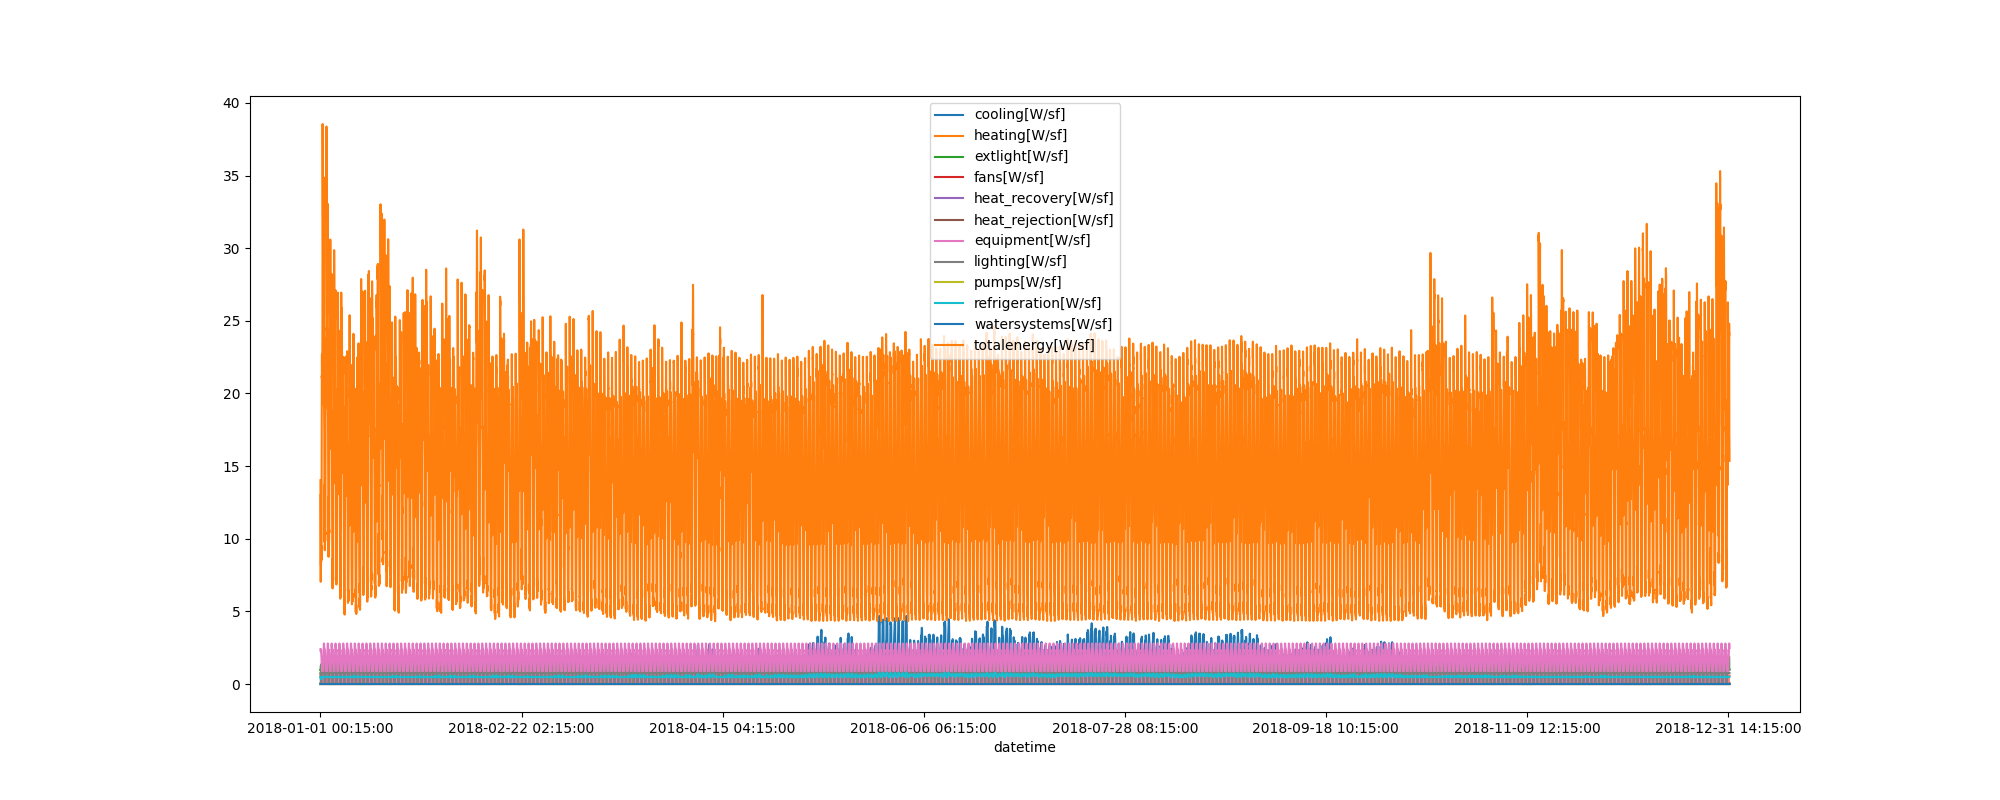 40
35
30
25
20
15
10
5
0
cooling[W/sf]
heating[W/sf]
extlight[W/sf]
fans[W/sf]
heat_recovery[W/sf]
heat_rejection[W/sf]
equipment[W/sf]
lighting[W/sf]
pumps[W/sf]
refrigeration[W/sf]
watersystems[W/sf]
totalenergy[W/sf]
2018-01-01 00:15:00 2018-02-22 02:15:00 2018-04-15 04:15:00 2018-06-06 06:15:00 2018-07-28 08:15:00 2018-09-18 10:15:00 2018-11-09 12:15:00 2018-12-31 14:15:00
datetime